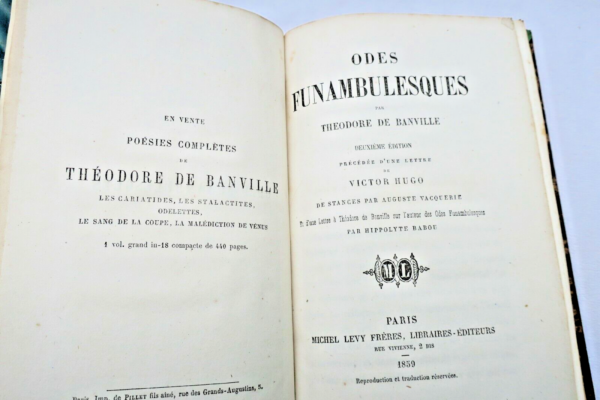 EN VENTE
POÉSIES COMPLÈTES
DE
THÉODORE DE BANVILLE
LES CARIATIDES, LES STALACTITES,
ODELETTES,
LE SANG DE LA COUPE, LA MALÉDICTION DE VÉNUS
1 vol. grand in-18 compacte de 440 pages.
Paris. Imp. de PILLET fils aîné, rue des Grands-Augustins, 5.
ODES
FUNAMBULESQUES
PAR
THEODORE DE BANVILLE
DEUXIÈME ÉDITION
PRÉCÉDÉE D'UNE LETTRE
DE
VICTOR HUGO
DE STANCES PAR AUGUSTE VACQUERIE
Et d'une Lettre à Théodore de Banville sur l'auteur des Odes Funambulesques
PAR HIPPOLYTE BABOU
ML
PARIS
MICHEL LEVY FRÈRES, LIBRAIRES-ÉDITEURS
RUE VIVIENNE, 2 BIS
1859
Reproduction et traduction réservées.